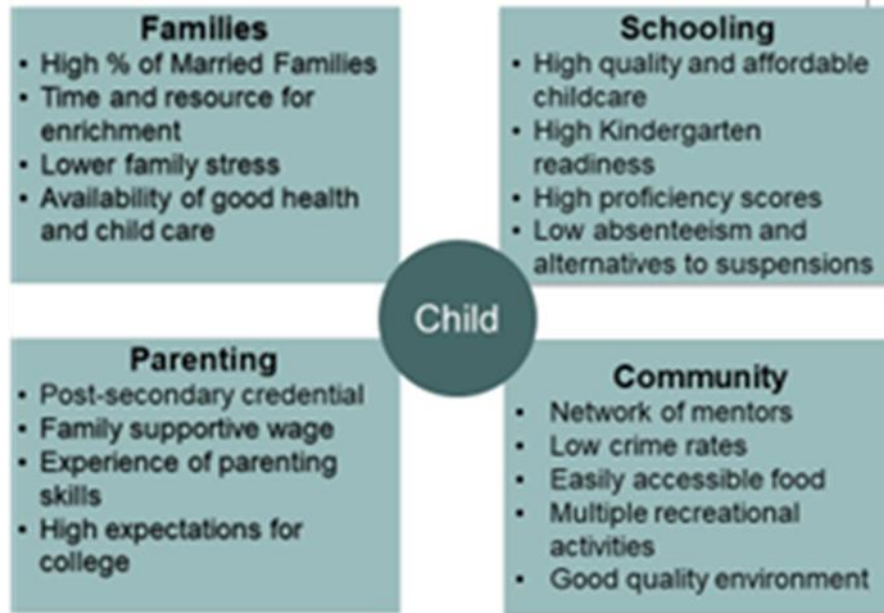 Families
• High % of Married Families
• Time and resource for
enrichment
• Lower family stress
• Availability of good health
and child care
Schooling
• High quality and affordable
childcare
• High Kindergarten
readiness
• High proficiency scores
• Low absenteeism and
alternatives to suspensions
Child
Parenting
• Post-secondary credential
• Family supportive wage
• Experience of parenting
skills
• High expectations for
college
Community
• Network of mentors
• Low crime rates
• Easily accessible food
• Multiple recreational
activities
• Good quality environment